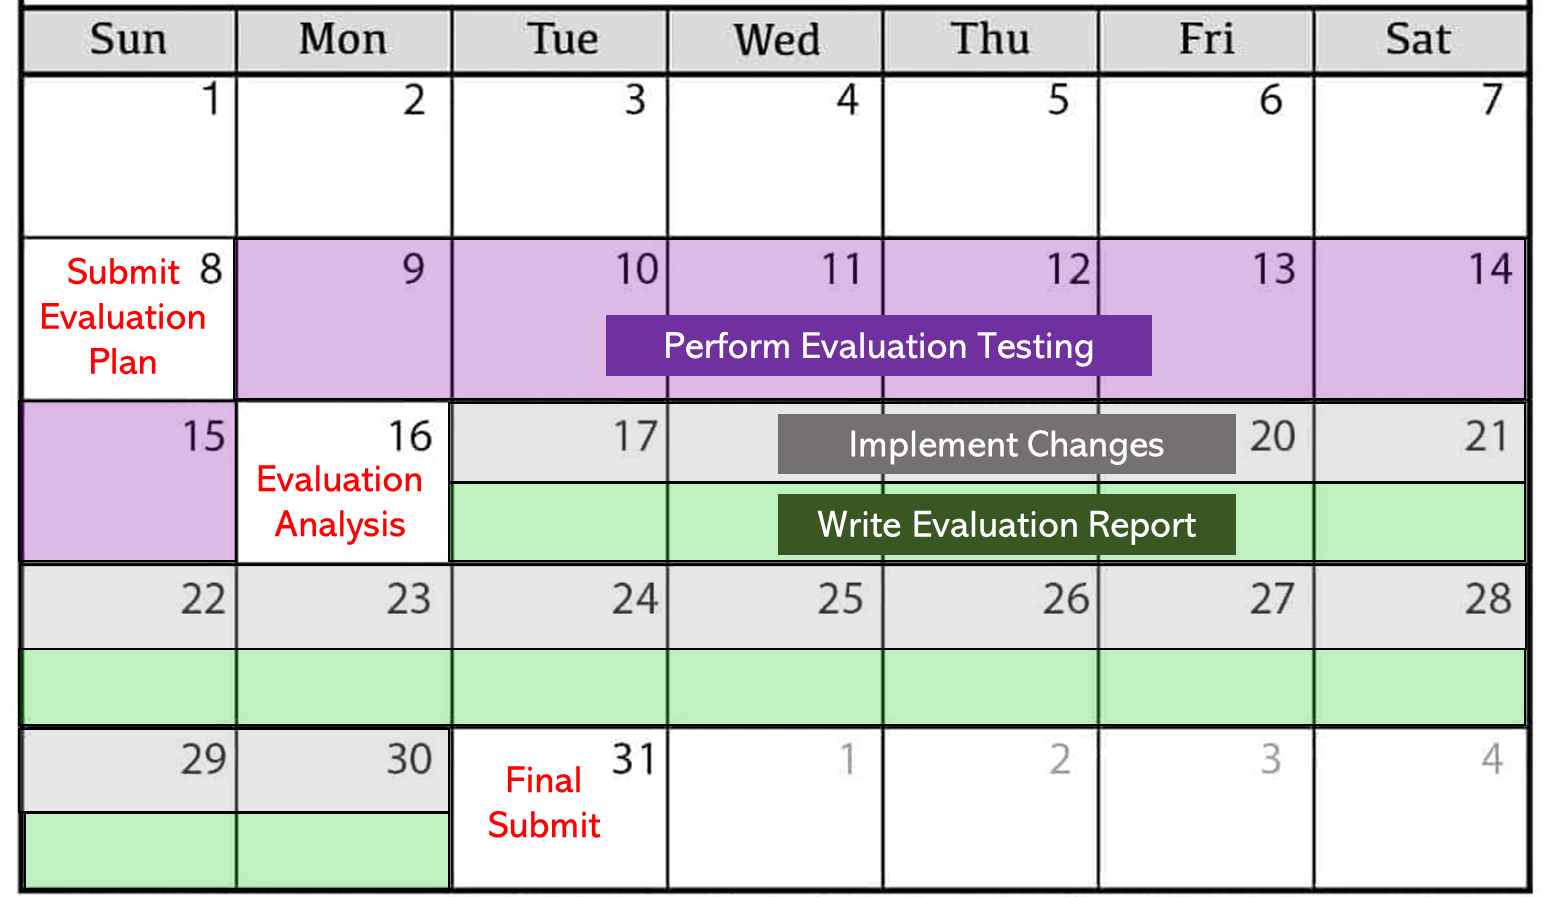 Sun Mon Tue Wed Thu Fri Sat
1 2 3 4 5 6 7
Submit 8 9 10 11 12 13 14
Evaluation
Plan
Perform Evaluation Testing
15 16 17 20 21
Implement Changes
Evaluation
Analysis
Write Evaluation Report
22 23 24 25 26 27 28
29 30 31 1 2 3 4
Final
Submit